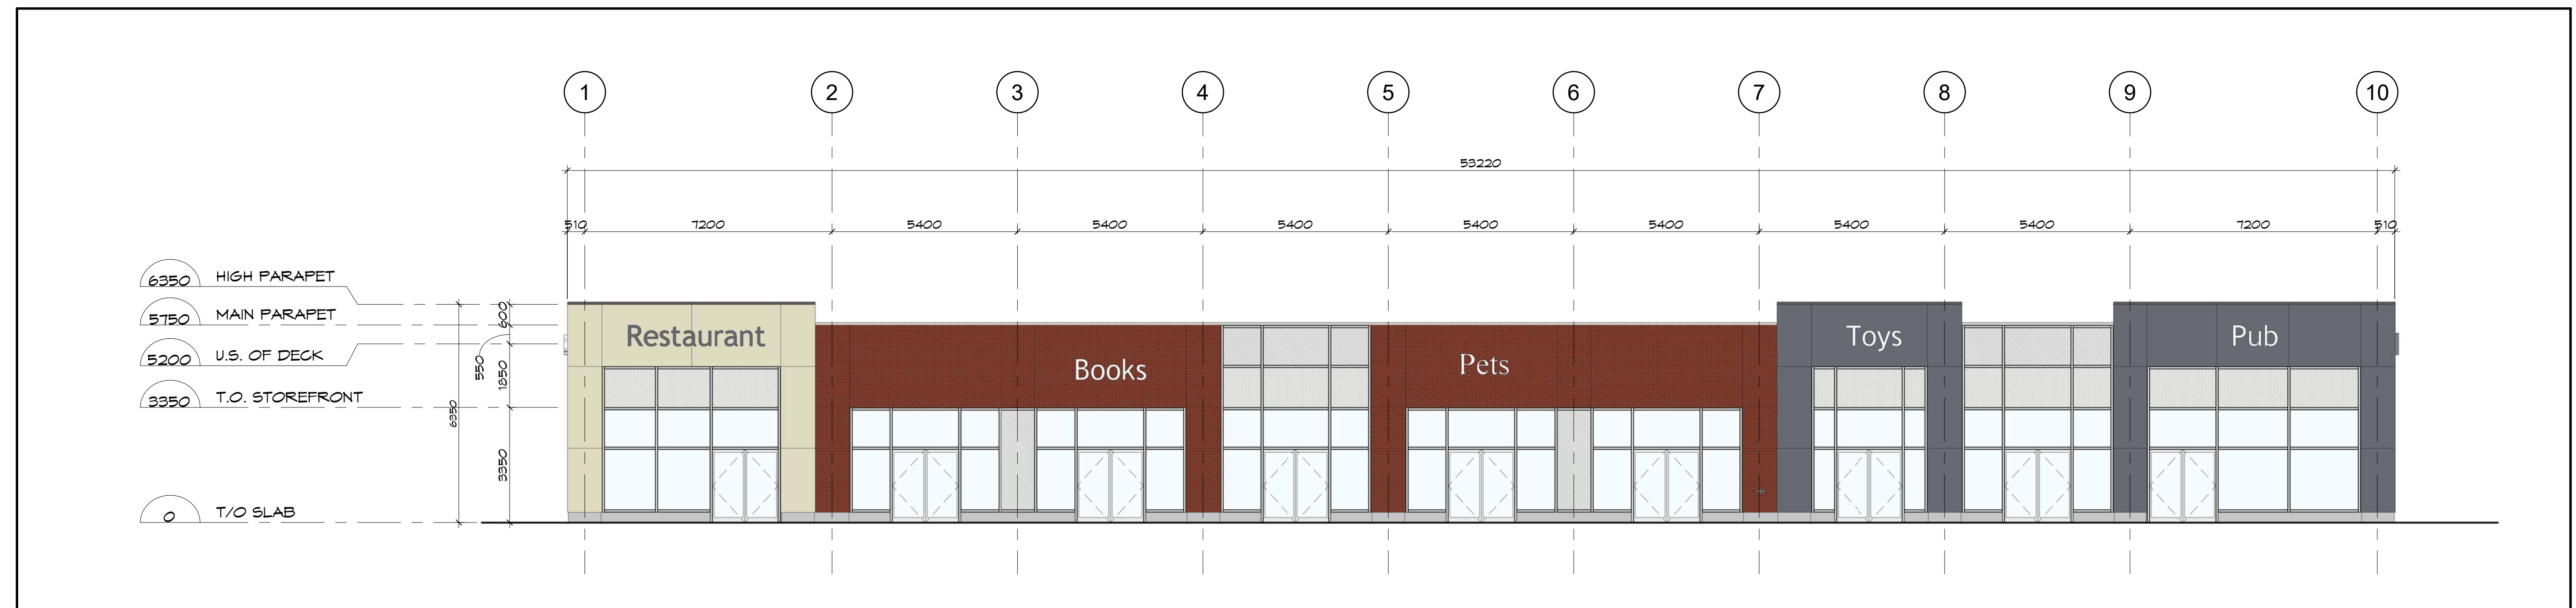 1 2 3 4 5 6 7 8 9 10
53220
510 7200 5400 5400 5400 5400 5400 5400 5400 7200 510
6350 HIGH PARAPET
5750 MAIN PARAPET
5200 U.S. OF DECK
3350 T.O. STOREFRONT
0 T/O SLAB
600
550
1850
6350
3350
Restaurant
Books
Pets
Toys
Pub